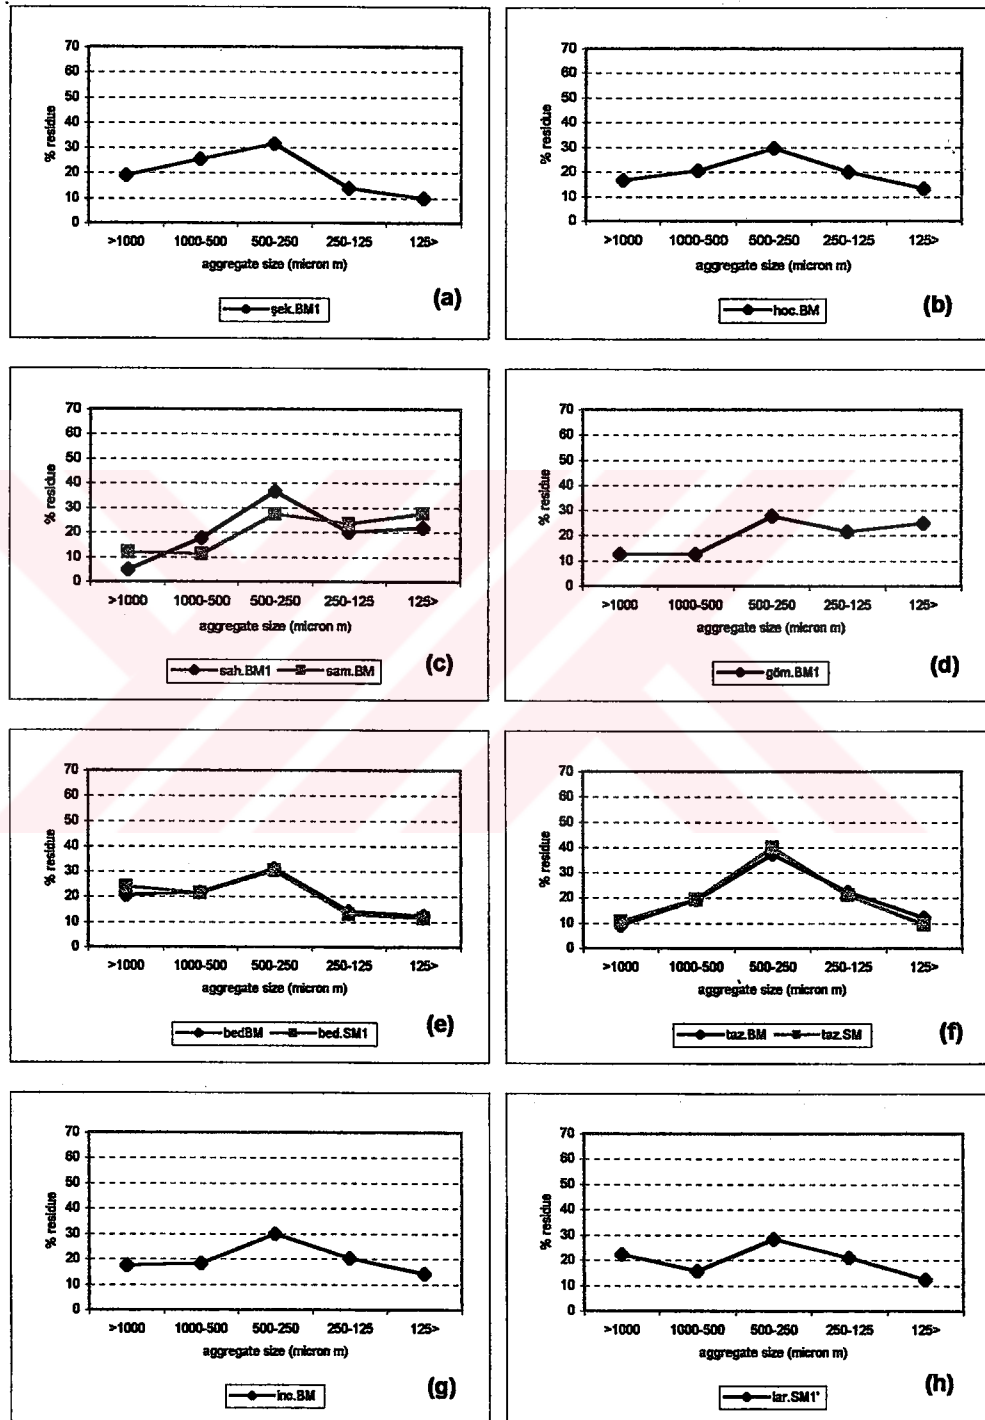 70
60
50
40
30
20
10
0
% residue
>1000 1000-500 500-250 250-125 125>
aggregate size (micron m)
şek.BM1
(a)
70
60
50
40
30
20
10
0
% residue
>1000 1000-500 500-250 250-125 125>
aggregate size (micron m)
hoc.BM
(b)
70
60
50
40
30
20
10
0
% residue
>1000 1000-500 500-250 250-125 125>
aggregate size (micron m)
sah.BM1 sam.BM
(c)
70
60
50
40
30
20
10
0
% residue
>1000 1000-500 500-250 250-125 125>
aggregate size (micron m)
göm.BM1
(d)
70
60
50
40
30
20
10
0
% residue
>1000 1000-500 500-250 250-125 125>
aggregate size (micron m)
bedBM bed.SM1
(e)
70
60
50
40
30
20
10
0
% residue
>1000 1000-500 500-250 250-125 125>
aggregate size (micron m)
taz.BM taz.SM
(f)
70
60
50
40
30
20
10
0
% residue
>1000 1000-500 500-250 250-125 125>
aggregate size (micron m)
inc.BM
(g)
70
60
50
40
30
20
10
0
% residue
>1000 1000-500 500-250 250-125 125>
aggregate size (micron m)
lar.SM1'
(h)